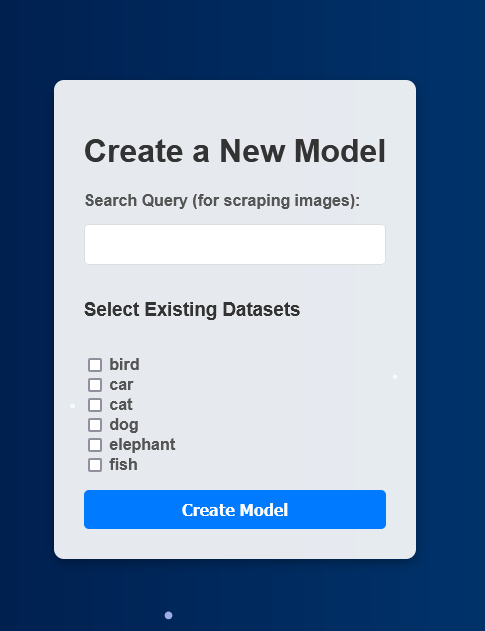 Create a New Model
Search Query (for scraping images):
Select Existing Datasets
bird
car
cat
dog
elephant
fish
Create Model